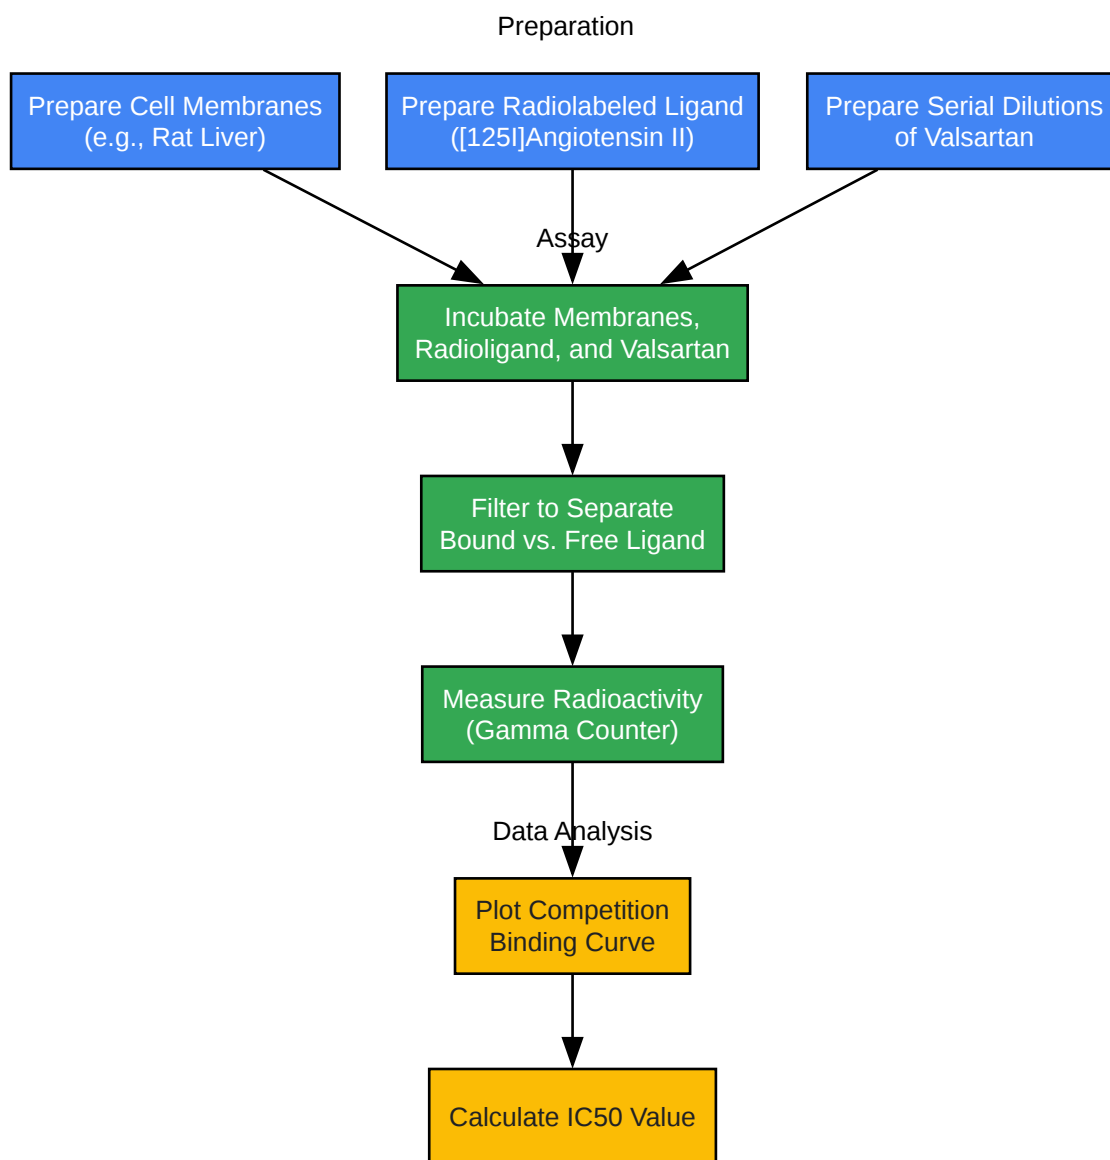 Preparation
Prepare Cell Membranes
(e.g., Rat Liver)
Prepare Radiolabeled Ligand
([125I]Angiotensin II)
Prepare Serial Dilutions
of Valsartan
Assay
Incubate Membranes,
Radioligand, and Valsartan
Filter to Separate
Bound vs. Free Ligand
Measure Radioactivity
(Gamma Counter)
Data Analysis
Plot Competition
Binding Curve
Calculate IC50 Value